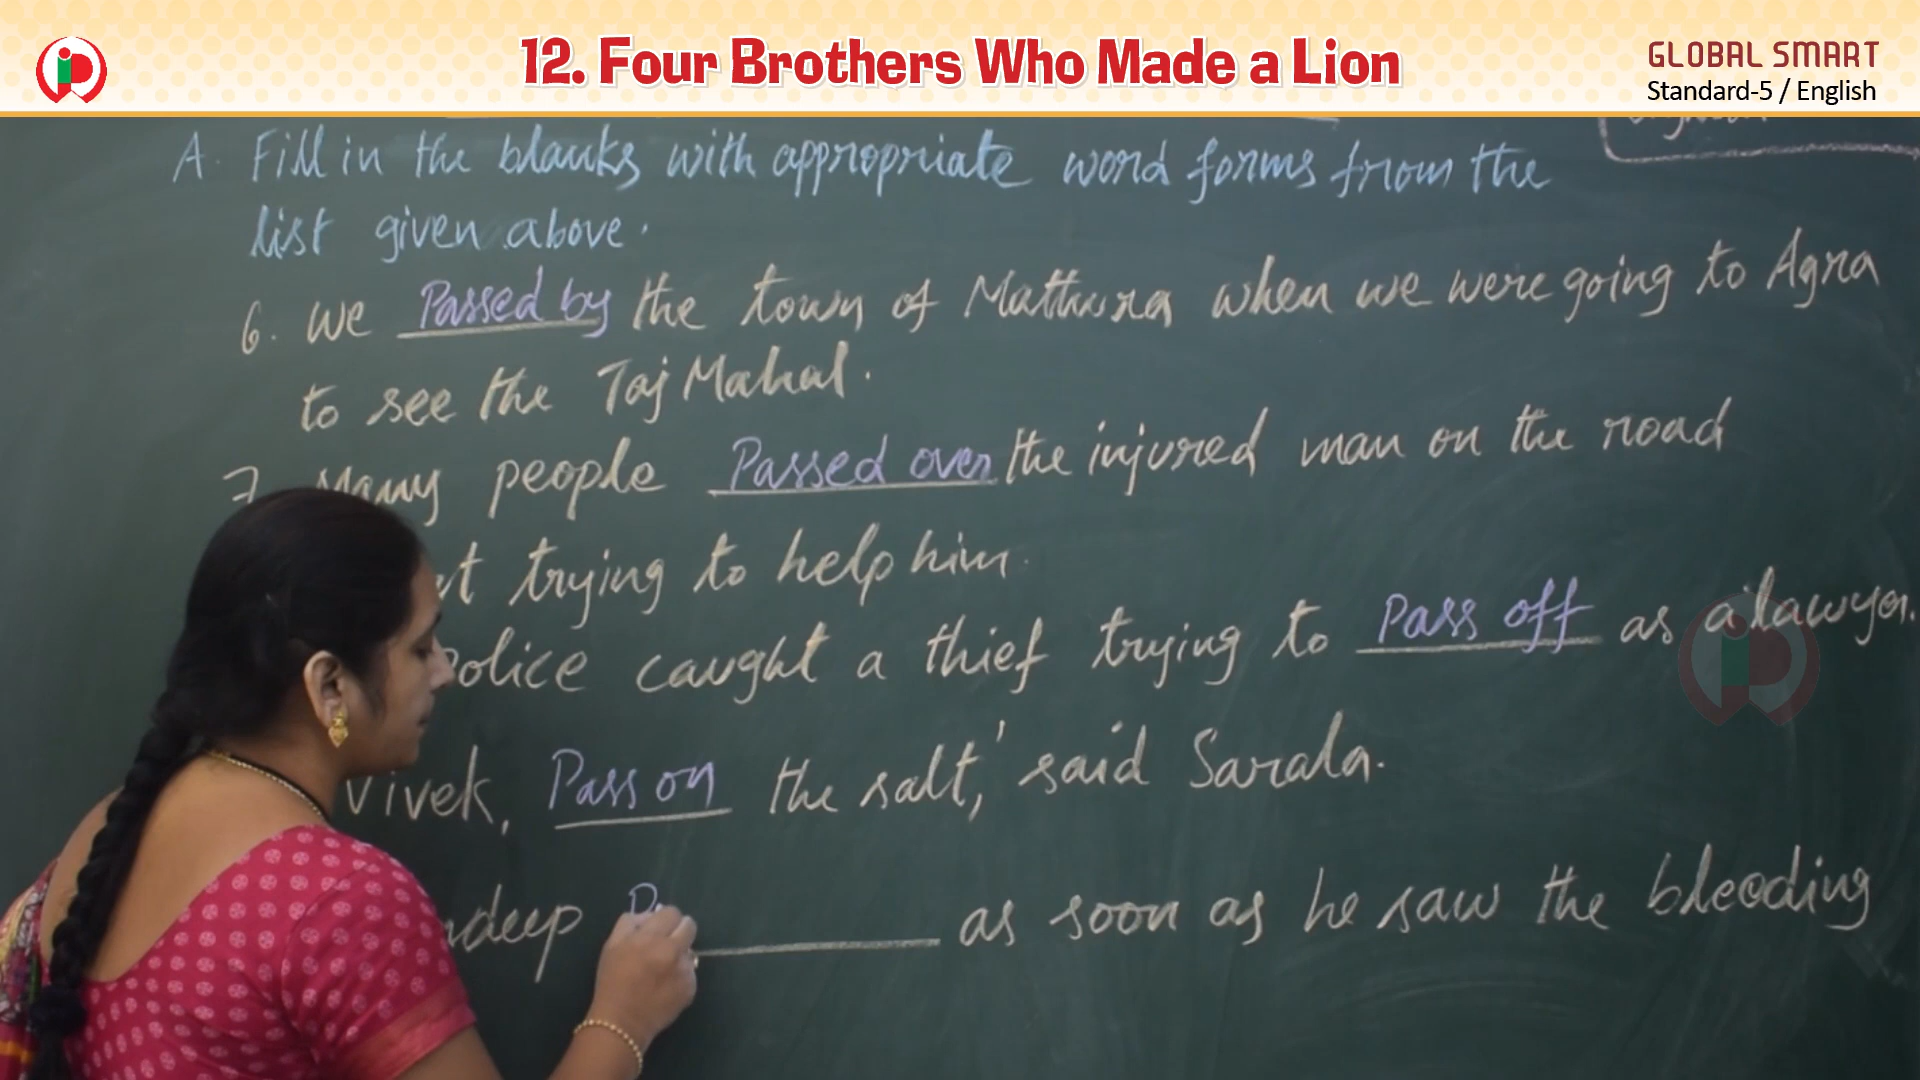 12. Four Brothers Who Made a Lion
GLOBAL SMART
Standard-5 / English
A. Fill in the blanks with appropriate word forms from the
list given above.
6. We Passed by the town of Mathura when we were going to Agra
to see the Taj Mahal.
7. Many people Passed over the injured man on the road
trying to help him.
police caught a thief trying to Pass off as a lawyer.
Vivek, Pass on the salt,' said Sarala.
ndeep as soon as he saw the bleeding